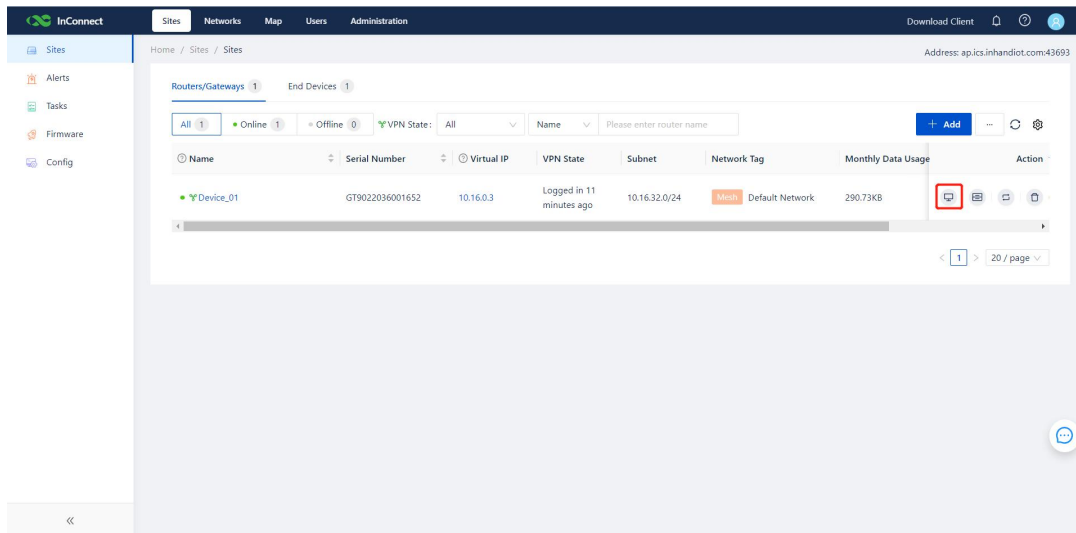 InConnect
Sites Networks Map Users Administration
Download Client
Sites
Alerts
Tasks
Firmware
Config
Home / Sites / Sites
Address: ap.ics.inhandiot.com:43693
Routers/Gateways 1 End Devices 1
All 1 Online 1 Offline 0 VPN State: All Name Please enter router name + Add ...
Name Serial Number Virtual IP VPN State Subnet Network Tag Monthly Data Usage Action
Device_01 GT9022036001652 10.16.0.3 Logged in 11 minutes ago 10.16.32.0/24 Mesh Default Network 290.73KB
< 1 > 20 / page
«